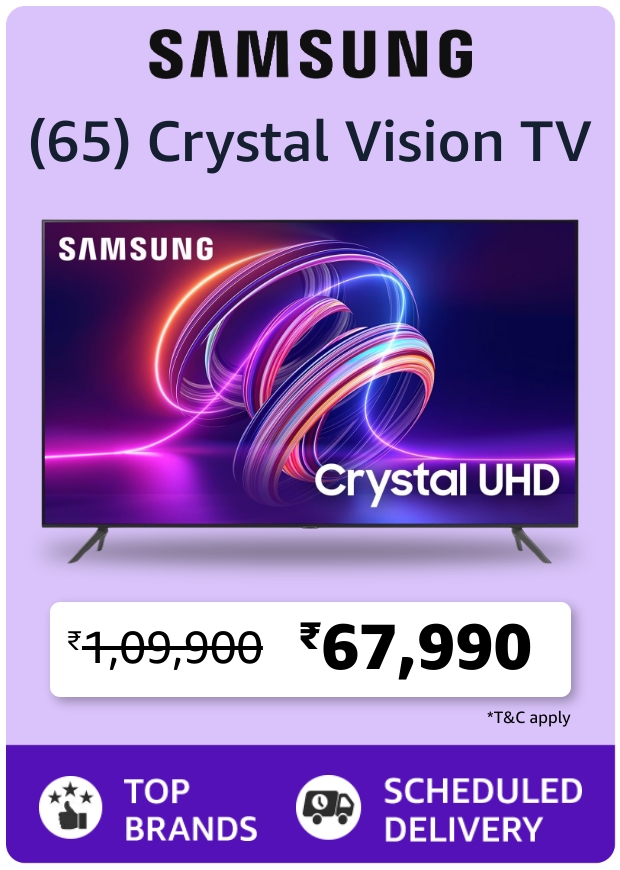 SAMSUNG
(65) Crystal Vision TV
SAMSUNG
Crystal UHD
₹1,09,900 ₹67,990
*T&C apply
TOP BRANDS
SCHEDULED DELIVERY